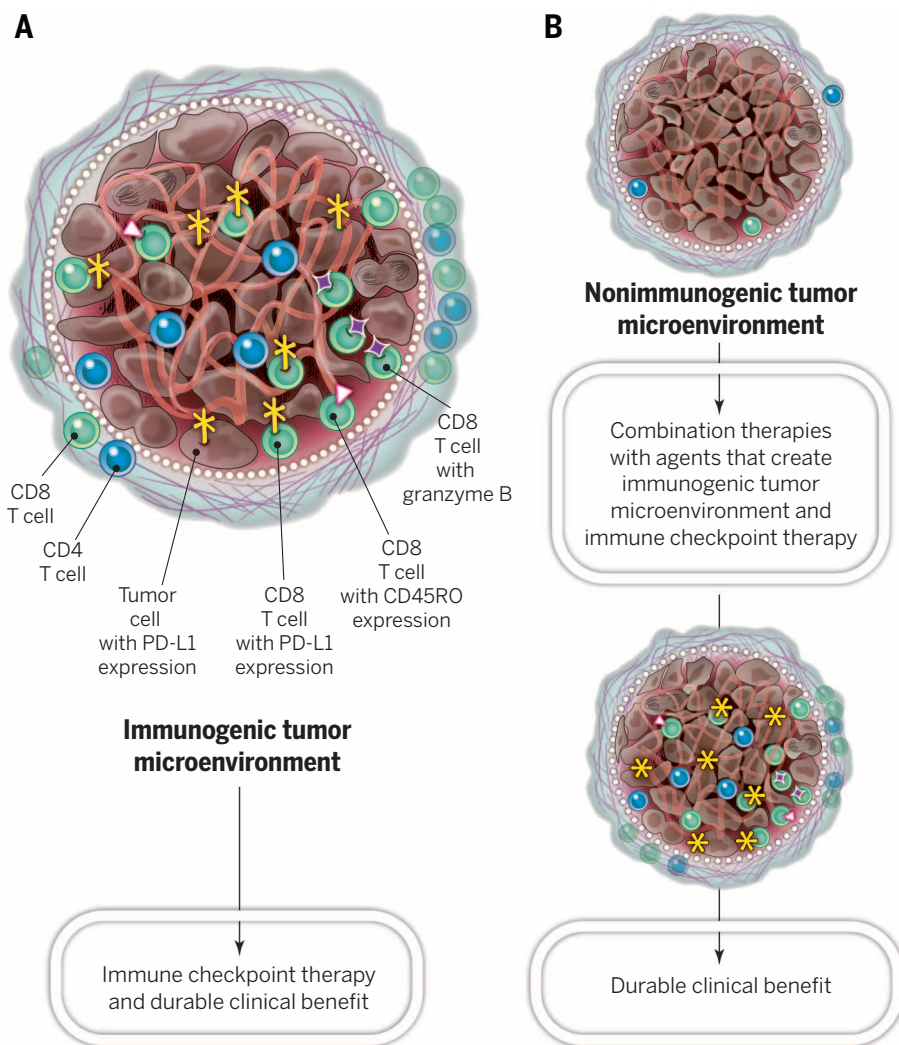 A
CD8
T cell
CD4
T cell
Tumor
cell
with PD-L1
expression
CD8
T cell
with PD-L1
expression
CD8
T cell
with CD45RO
expression
CD8
T cell
with
granzyme B
Immunogenic tumor
microenvironment
Immune checkpoint therapy
and durable clinical benefit
B
Nonimmunogenic tumor
microenvironment
Combination therapies
with agents that create
immunogenic tumor
microenvironment and
immune checkpoint therapy
Durable clinical benefit